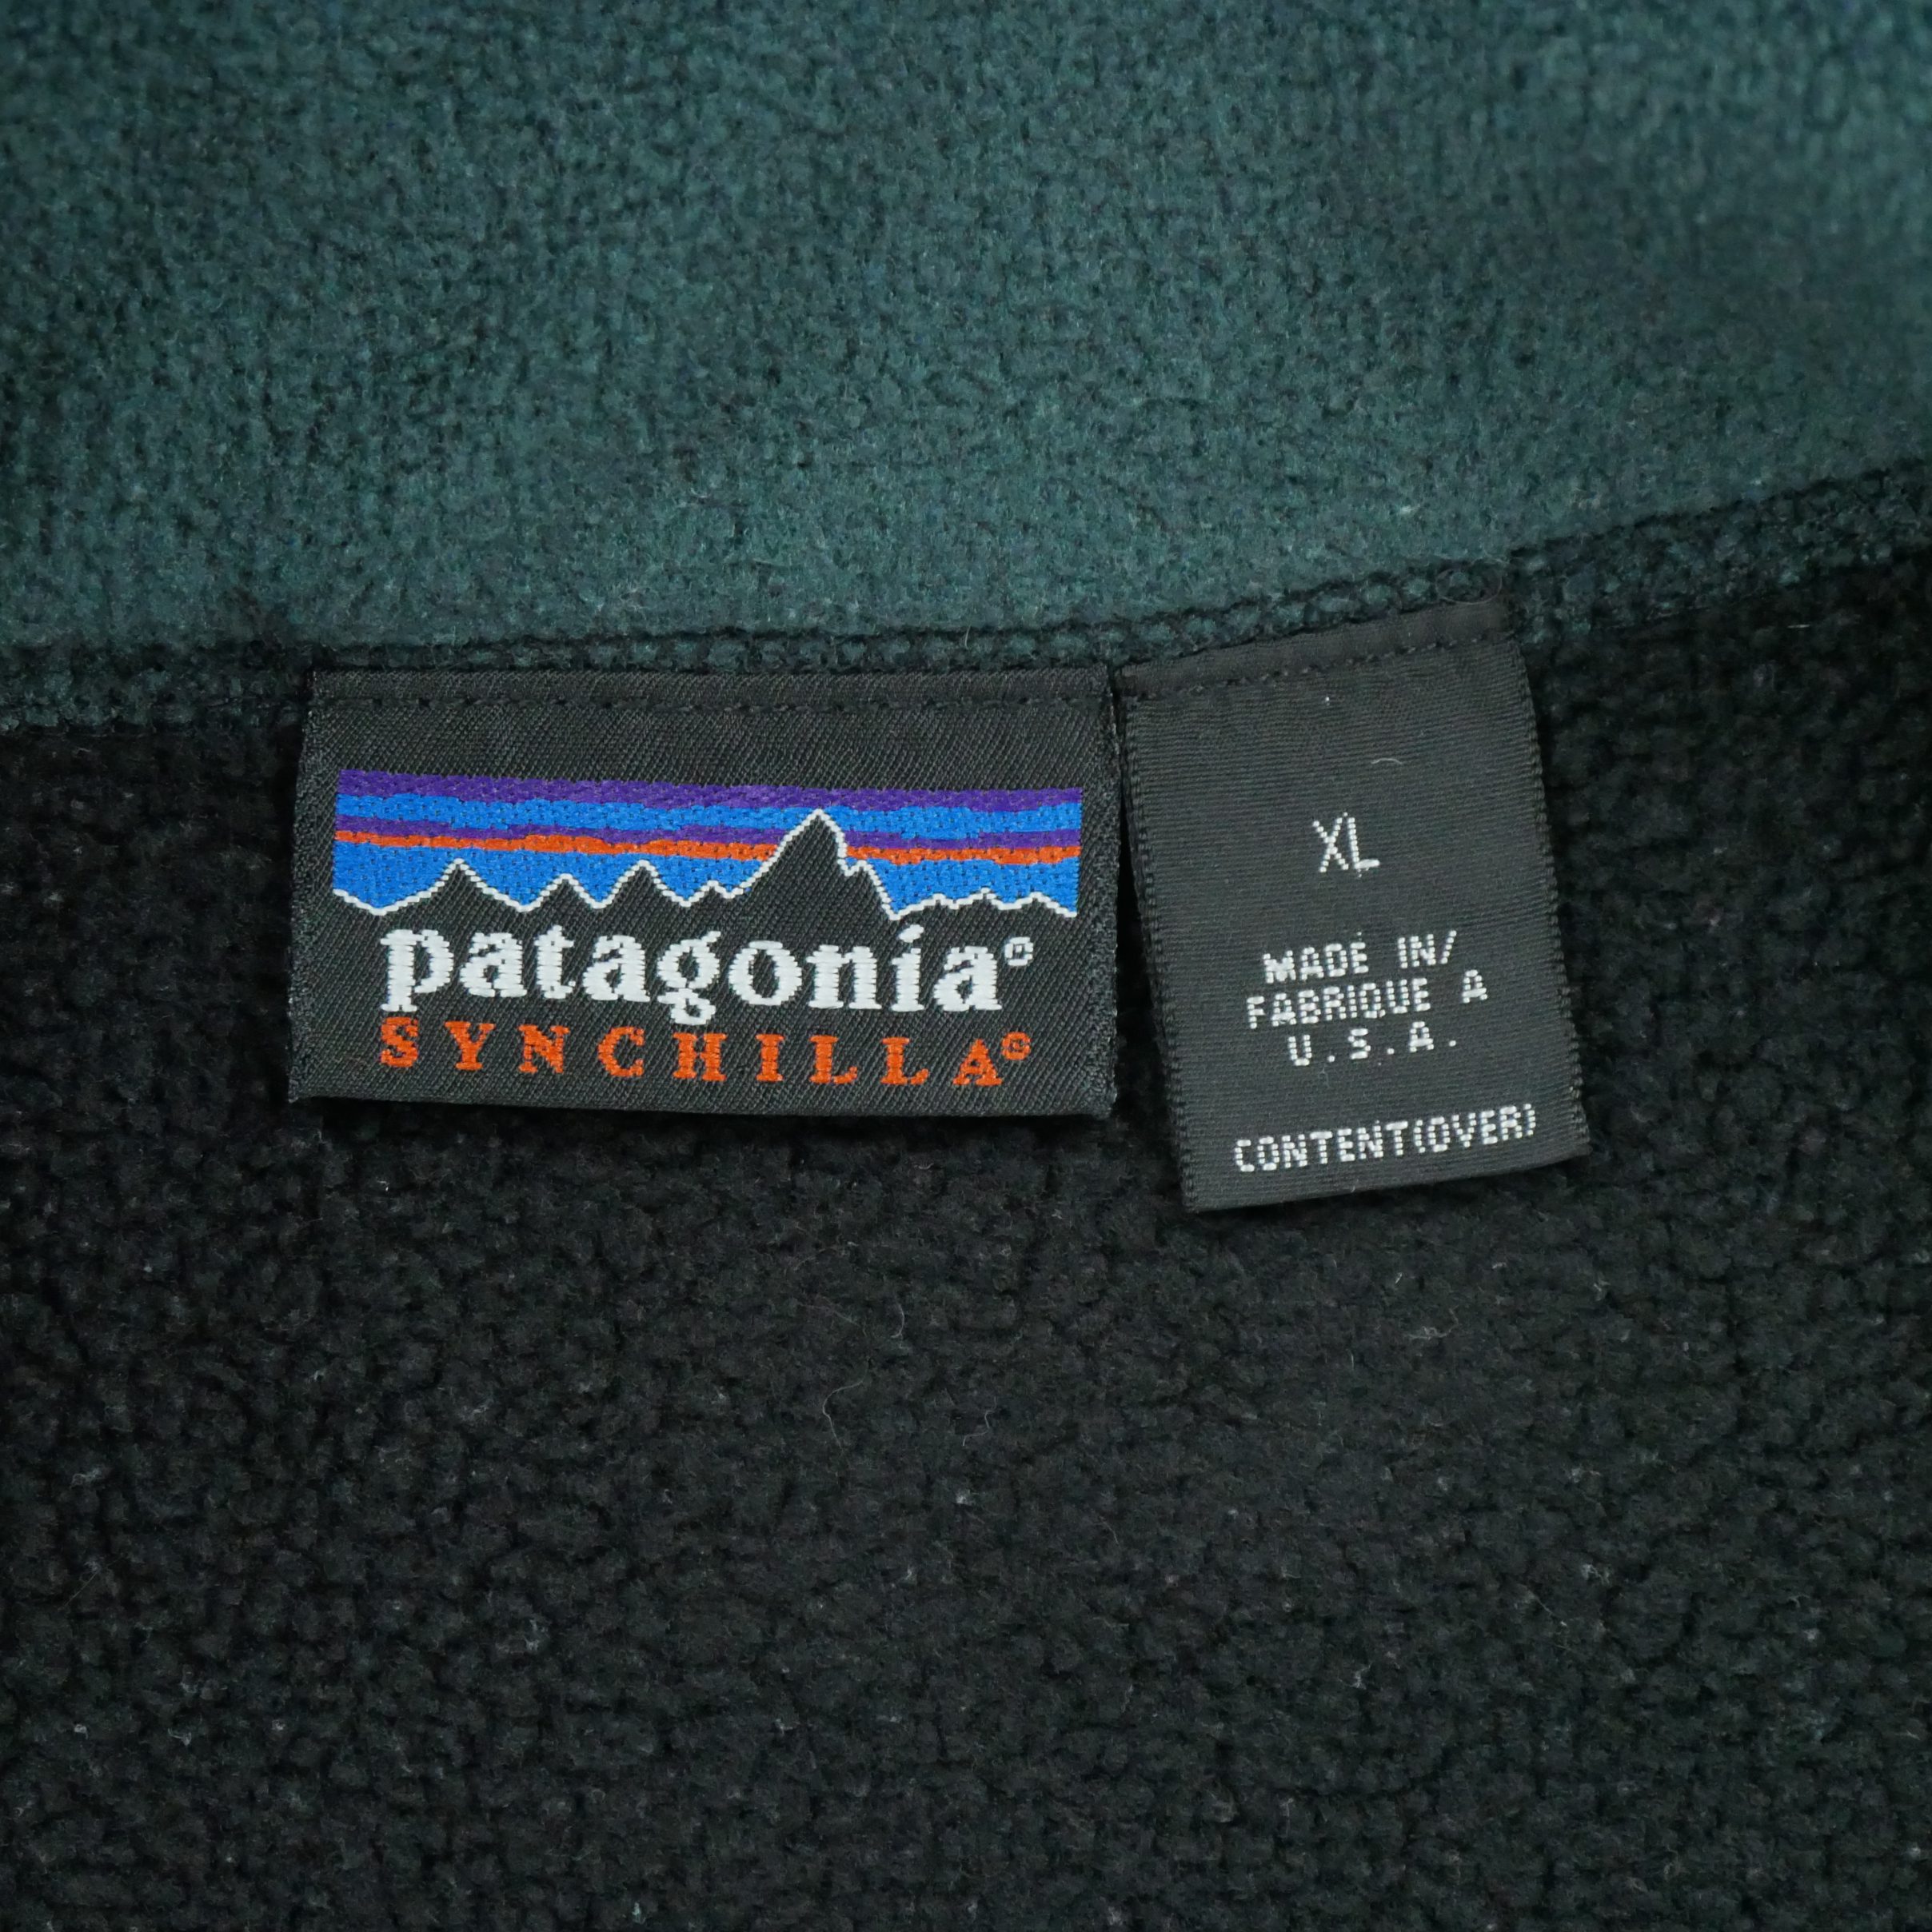 patagonia®
SYNCHILLA®
XL
MADE IN/
FABRIQUE A
U.S.A.
CONTENT(OVER)